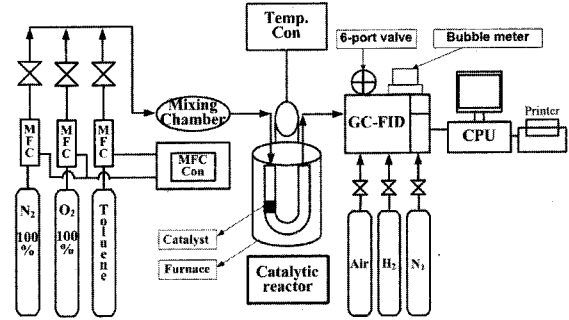 Temp.
Con
6-port valve
Bubble meter
Mixing
Chamber
GC-FID
CPU
Printer
MFC
MFC
MFC
MFC
Con
N2
100
%
O2
100
%
Toluene
Catalyst
Furnace
Catalytic
reactor
Air
H2
N2